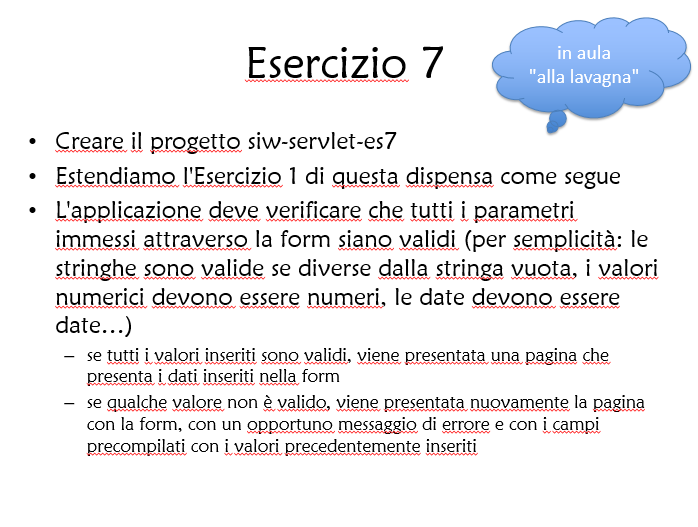 Esercizio 7
in aula
"alla lavagna"
• Creare il progetto siw-servlet-es7
• Estendiamo l'Esercizio 1 di questa dispensa come segue
• L'applicazione deve verificare che tutti i parametri
immessi attraverso la form siano validi (per semplicità: le
stringhe sono valide se diverse dalla stringa vuota, i valori
numerici devono essere numeri, le date devono essere
date…)
– se tutti i valori inseriti sono validi, viene presentata una pagina che
presenta i dati inseriti nella form
– se qualche valore non è valido, viene presentata nuovamente la pagina
con la form, con un opportuno messaggio di errore e con i campi
precompilati con i valori precedentemente inseriti